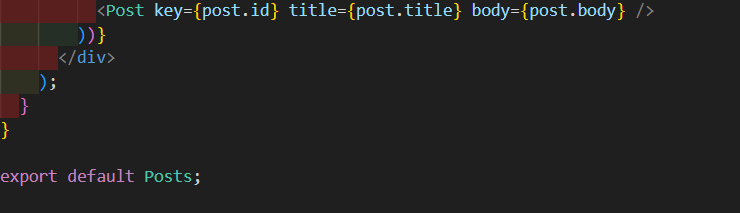 <Post key={post.id} title={post.title} body={post.body} />
))}
</div>
);
}
}
export default Posts;